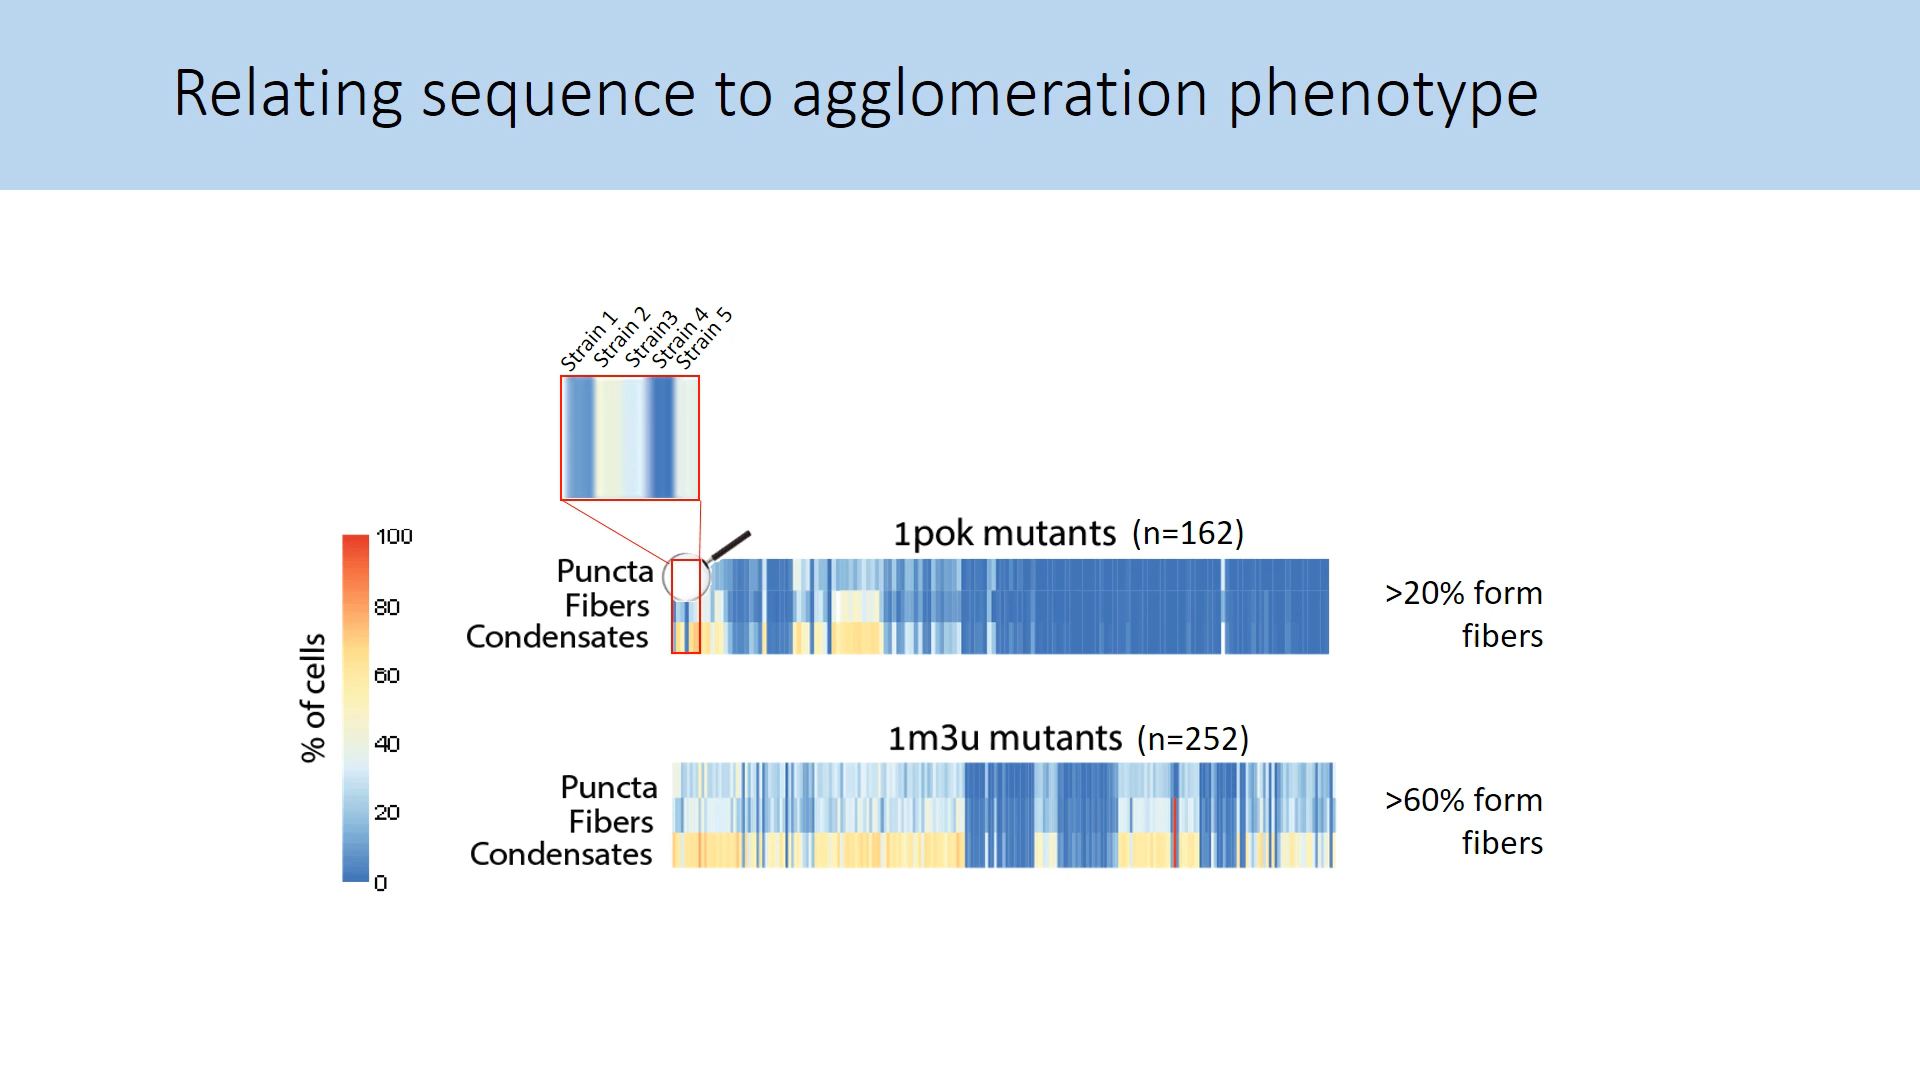 Relating sequence to agglomeration phenotype
Strain 1
Strain 2
Strain3
Strain 4
Strain 5
% of cells
100
80
60
40
20
0
1pok mutants (n=162)
Puncta
Fibers
Condensates
>20% form
fibers
1m3u mutants (n=252)
Puncta
Fibers
Condensates
>60% form
fibers